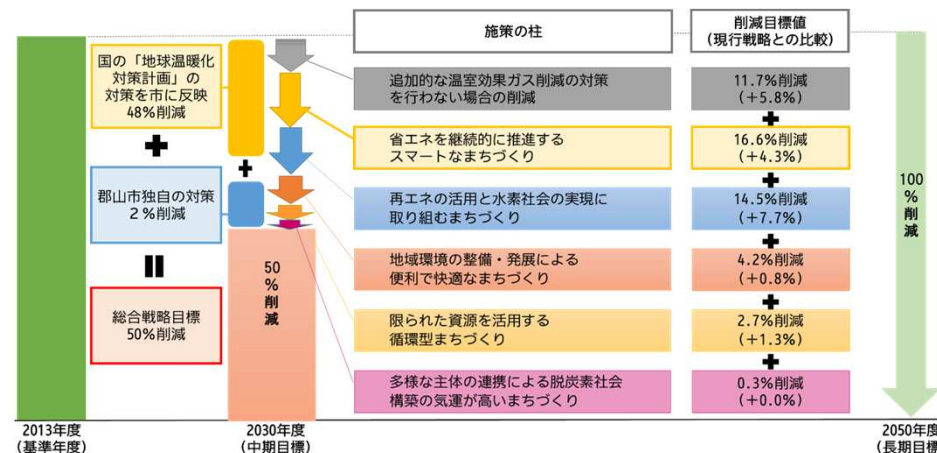 施策の柱
削減目標値
(現行戦略との比較)
国の「地球温暖化
対策計画」の
対策を市に反映
48%削減
+
郡山市独自の対策
2%削減
=
総合戦略目標
50%削減
+
50%削減
追加的な温室効果ガス削減の対策
を行わない場合の削減
11.7%削減
(+5.8%)
+
省エネを継続的に推進する
スマートなまちづくり
16.6%削減
(+4.3%)
+
再エネの活用と水素社会の実現に
取り組むまちづくり
14.5%削減
(+7.7%)
+
地域環境の整備・発展による
便利で快適なまちづくり
4.2%削減
(+0.8%)
+
限られた資源を活用する
循環型まちづくり
2.7%削減
(+1.3%)
+
多様な主体の連携による脱炭素社会
構築の気運が高いまちづくり
0.3%削減
(+0.0%)
100%削減
2013年度
(基準年度)
2030年度
(中期目標)
2050年度
(長期目標)